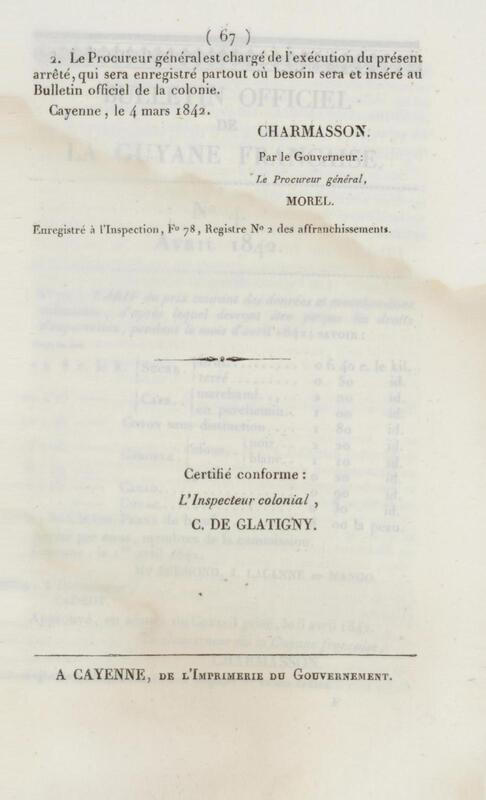 ( 67 )
2. Le Procureur général est chargé de l'exécution du présent
arrêté, qui sera enregistré partout où besoin sera et inséré au
Bulletin officiel de la colonie.
Cayenne, le 4 mars 1842.
CHARMASSON.
Par le Gouverneur :
Le Procureur général,
MOREL.
Enregistré à l'Inspection, Fo 78, Registre No 2 des affranchissements.
Certifié conforme :
L'Inspecteur colonial ,
C. DE GLATIGNY.
A CAYENNE, DE L'IMPRIMERIE DU GOUVERNEMENT.